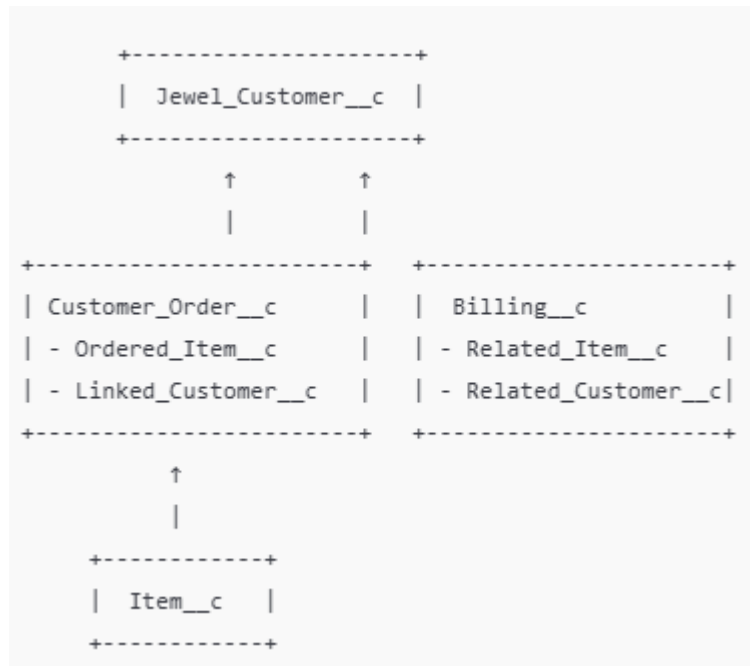 +---------------------+
|  Jewel_Customer__c  |
+---------------------+
↑         ↑
|         |
+-------------------------+   +----------------------+
| Customer_Order__c      |   |  Billing__c          |
| - Ordered_Item__c      |   | - Related_Item__c    |
| - Linked_Customer__c   |   | - Related_Customer__c|
+-------------------------+   +----------------------+
↑
|
+------------+
|  Item__c   |
+------------+